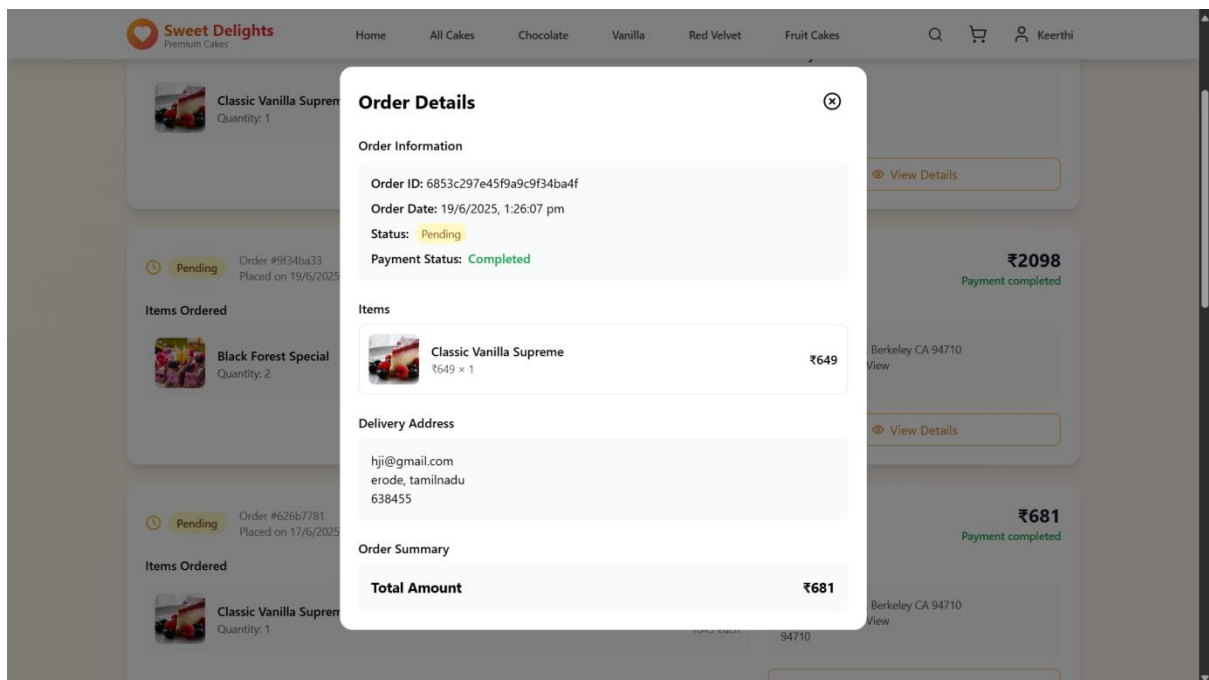 Sweet Delights
Premium Cakes
Home All Cakes Chocolate Vanilla Red Velvet Fruit Cakes Keerthi
Classic Vanilla Suprem
Quantity: 1
View Details
Pending
Order #9f34ba33
Placed on 19/6/2025
₹2098
Payment completed
Items Ordered
Black Forest Special
Quantity: 2
Berkeley CA 94710
View
View Details
Pending
Order #626b7781
Placed on 17/6/2025
₹681
Payment completed
Items Ordered
Classic Vanilla Suprem
Quantity: 1
each
Berkeley CA 94710
View
94710
Order Details
Order Information
Order ID: 6853c297e45f9a9c9f34ba4f
Order Date: 19/6/2025, 1:26:07 pm
Status: Pending
Payment Status: Completed
Items
Classic Vanilla Supreme
₹649 × 1
₹649
Delivery Address
hji@gmail.com
erode, tamilnadu
638455
Order Summary
Total Amount ₹681